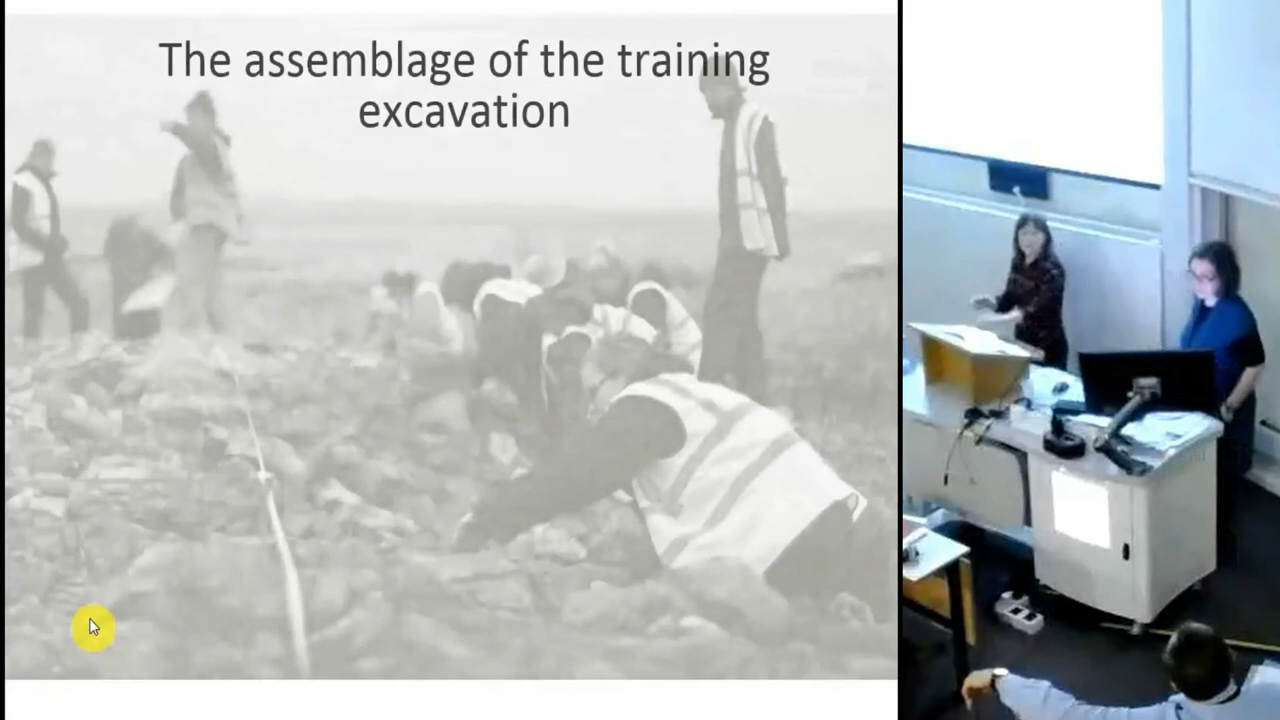 The assemblage of the training
excavation